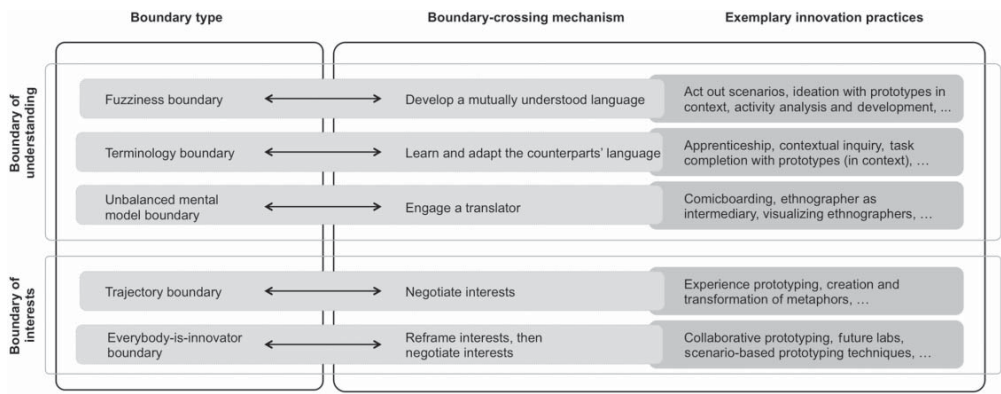 Boundary type
Boundary-crossing mechanism
Exemplary innovation practices
Boundary of
understanding
Fuzziness boundary
Develop a mutually understood language
Act out scenarios, ideation with prototypes in
context, activity analysis and development, ...
Terminology boundary
Learn and adapt the counterparts' language
Apprenticeship, contextual inquiry, task
completion with prototypes (in context), …
Unbalanced mental
model boundary
Engage a translator
Comicboarding, ethnographer as
intermediary, visualizing ethnographers, …
Boundary of
interests
Trajectory boundary
Negotiate interests
Experience prototyping, creation and
transformation of metaphors, …
Everybody-is-innovator
boundary
Reframe interests, then
negotiate interests
Collaborative prototyping, future labs,
scenario-based prototyping techniques, …